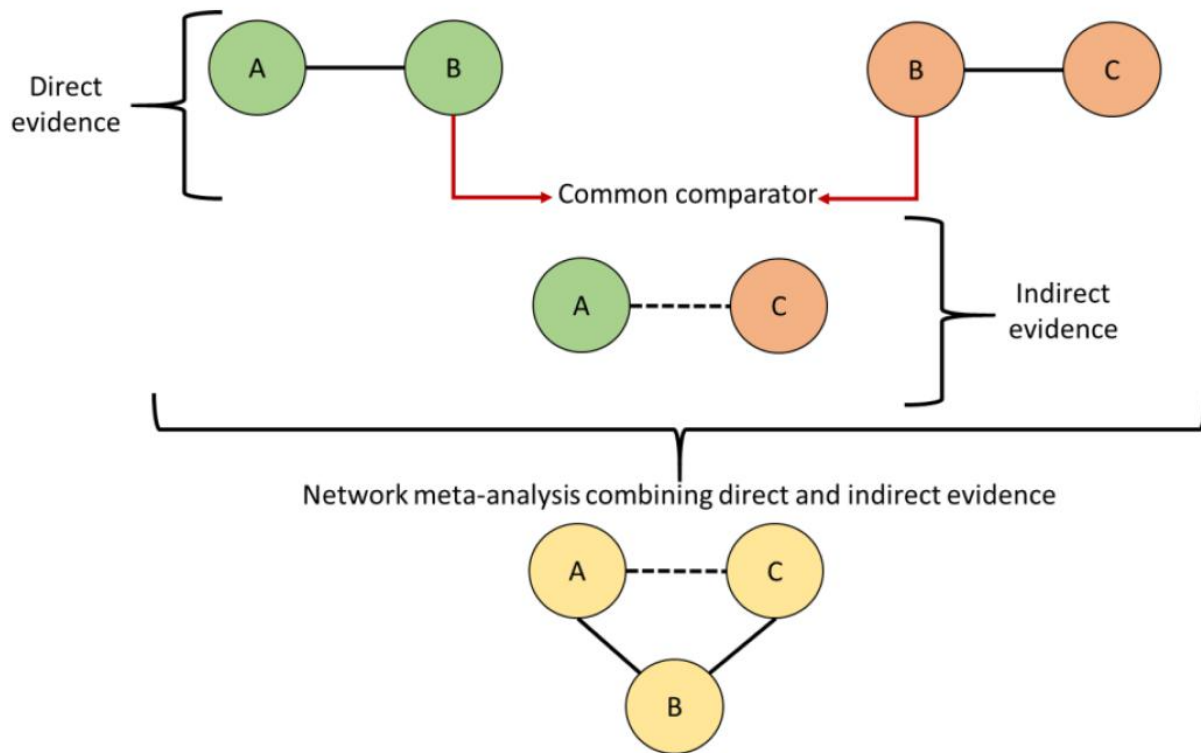 A
B
B
C
Direct
evidence
Common comparator
A
C
Indirect
evidence
Network meta-analysis combining direct and indirect evidence
A
C
B